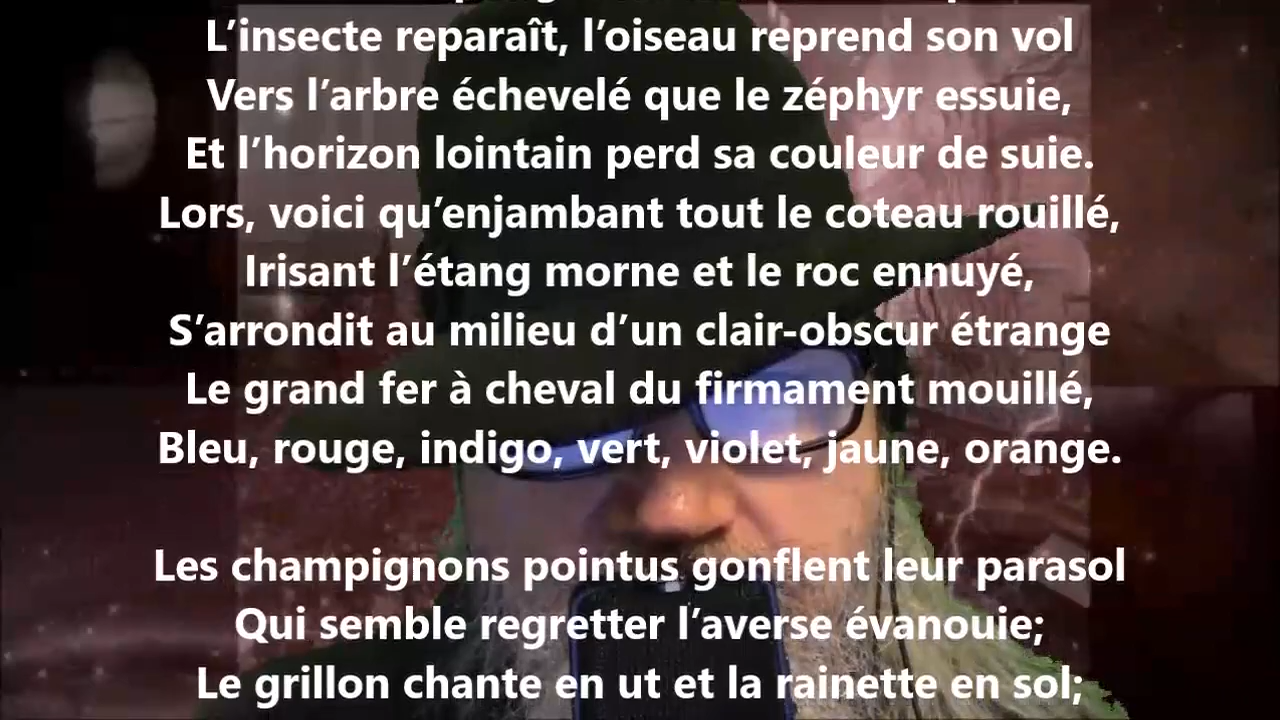 L’insecte reparaît, l’oiseau reprend son vol
Vers l’arbre échevelé que le zéphyr essuie,
Et l’horizon lointain perd sa couleur de suie.
Lors, voici qu’enjambant tout le coteau rouillé,
Irisant l’étang morne et le roc ennuyé,
S’arrondit au milieu d’un clair-obscur étrange
Le grand fer à cheval du firmament mouillé,
Bleu, rouge, indigo, vert, violet, jaune, orange.
Les champignons pointus gonflent leur parasol
Qui semble regretter l’averse évanouie;
Le grillon chante en ut et la rainette en sol;